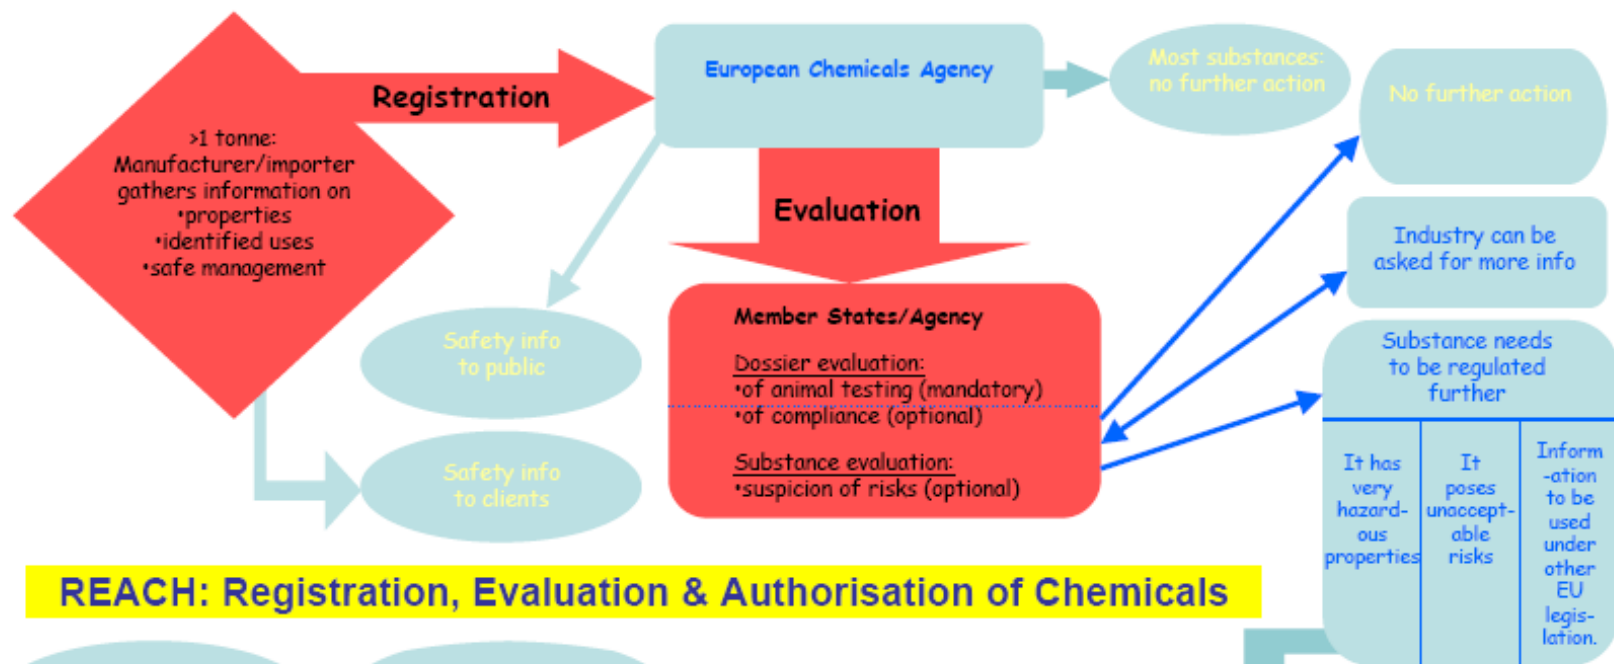 >1 tonne:
Manufacturer/importer
gathers information on
•properties
•identified uses
•safe management
Registration
European Chemicals Agency
Most substances:
no further action
No further action
Evaluation
Industry can be
asked for more info
Safety info
to public
Member States/Agency
Dossier evaluation:
•of animal testing (mandatory)
•of compliance (optional)
Substance evaluation:
•suspicion of risks (optional)
Substance needs
to be regulated
further
Safety info
to clients
It has
very
hazard-
ous
properties
It
poses
unaccept-
able
risks
Inform
-ation
to be
used
under
other
EU
legis-
lation.
REACH: Registration, Evaluation & Authorisation of Chemicals